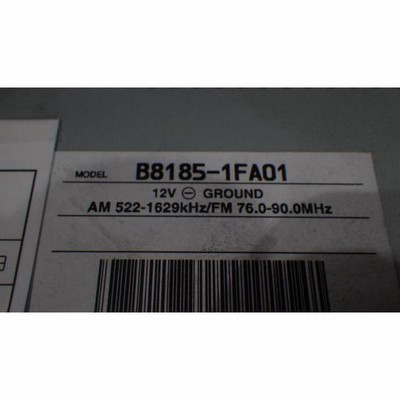 MODEL B8185-1FA01
12V ⊖ GROUND
AM 522-1629kHz/FM 76.0-90.0MHz